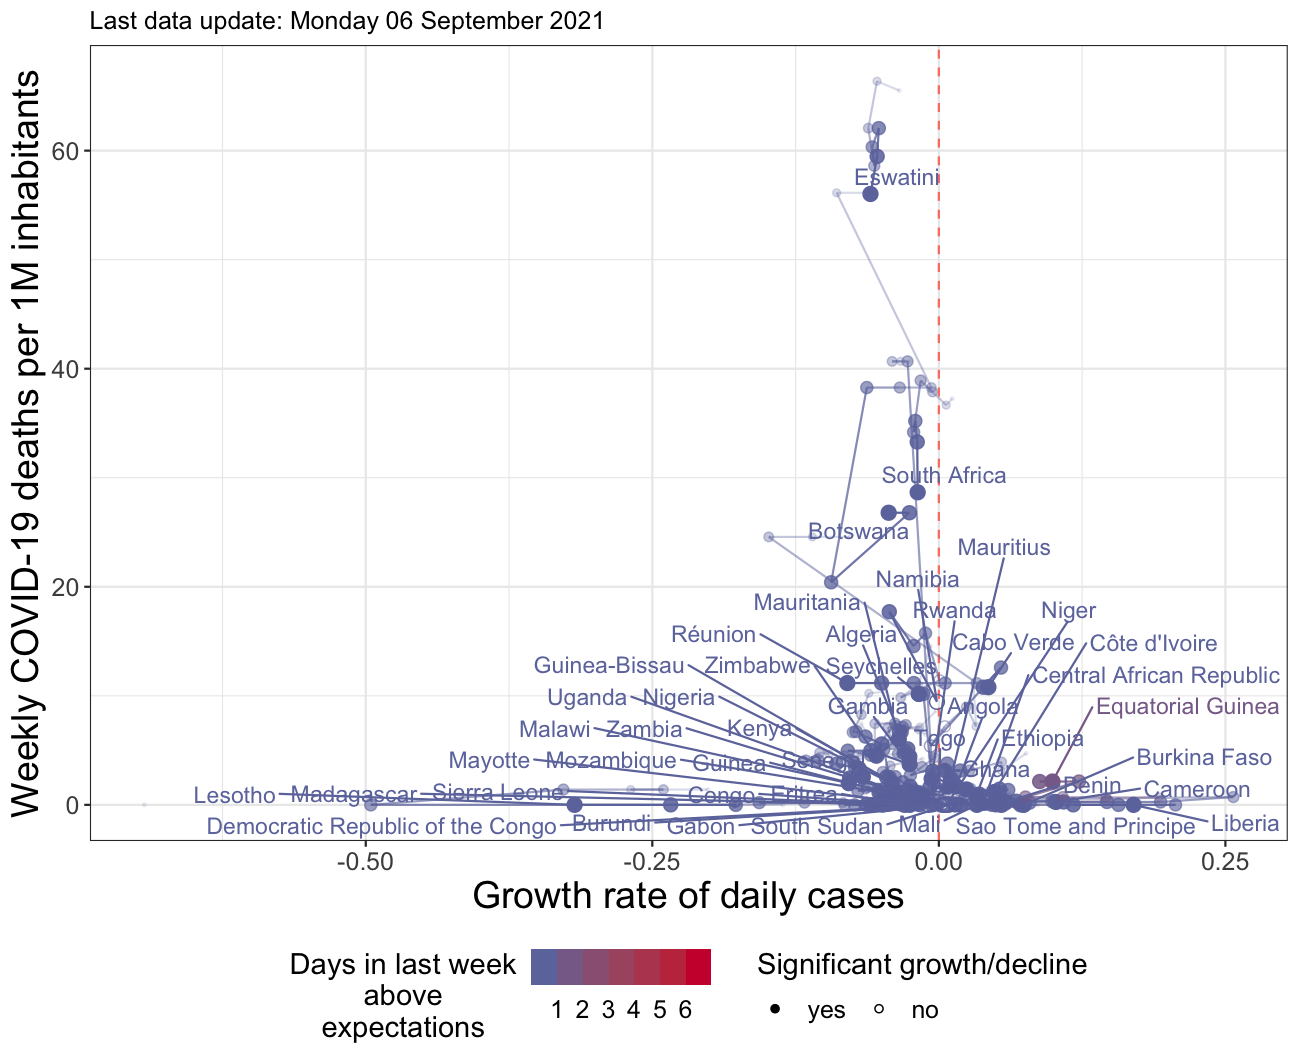 Last data update: Monday 06 September 2021
Weekly COVID-19 deaths per 1M inhabitants
60
40
20
0
Eswatini
South Africa
Botswana
Mauritius
Namibia
Mauritania
Rwanda
Niger
Réunion
Algeria
Cabo Verde
Côte d'Ivoire
Guinea-Bissau
Zimbabwe
Seychelles
Central African Republic
Uganda
Nigeria
Gambia
Angola
Equatorial Guinea
Malawi
Zambia
Kenya
Togo
Ethiopia
Mayotte
Mozambique
Guinea
Senegal
Ghana
Burkina Faso
Lesotho
Madagascar
Sierra Leone
Congo
Eritrea
Benin
Cameroon
Democratic Republic of the Congo
Burundi
Gabon
South Sudan
Mali
Sao Tome and Principe
Liberia
-0.50
-0.25
0.00
0.25
Growth rate of daily cases
Days in last week
above
expectations
1 2 3 4 5 6
Significant growth/decline
yes
no